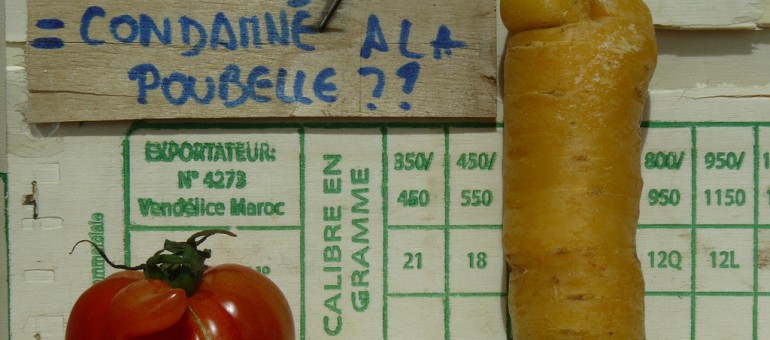 = CONDAMNÉ A LA
POUBELLE ??
EXPORTATEUR:
N° 4273
Vendélice Maroc
CALIBRE EN
GRAMME
350/ 450/ 800/ 950/
460 550 950 1150
21 18 12Q 12L